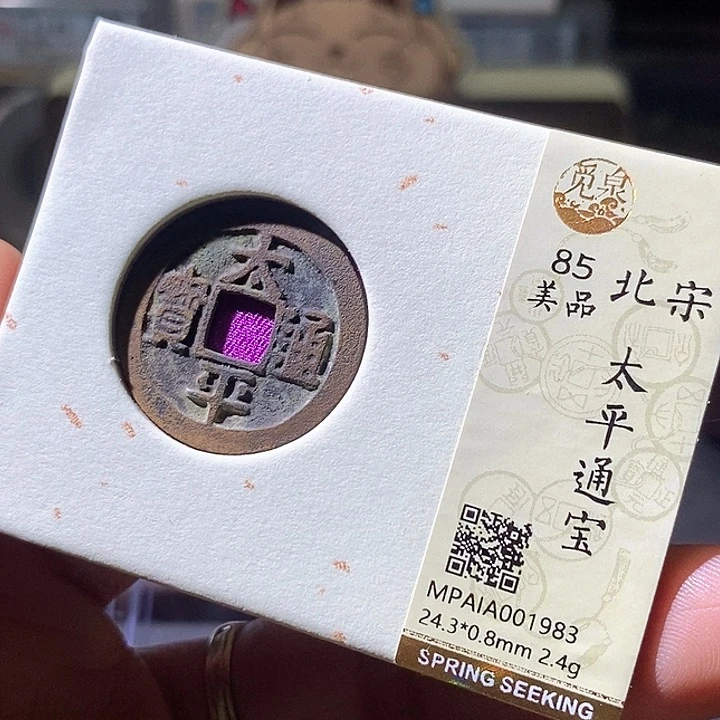 太
寶 通
平
觅泉
85
美品
北宋
太平通宝
MPAIA001983
24.3*0.8mm 2.4g
SPRING SEEKING